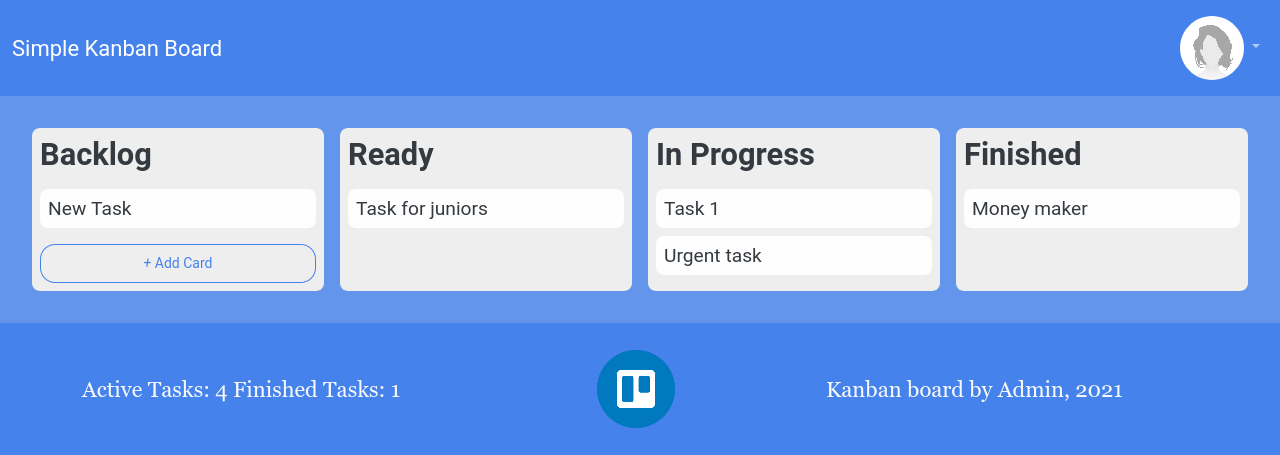 Simple Kanban Board
Backlog
New Task
+ Add Card
Ready
Task for juniors
In Progress
Task 1
Urgent task
Finished
Money maker
Active Tasks: 4 Finished Tasks: 1
Kanban board by Admin, 2021